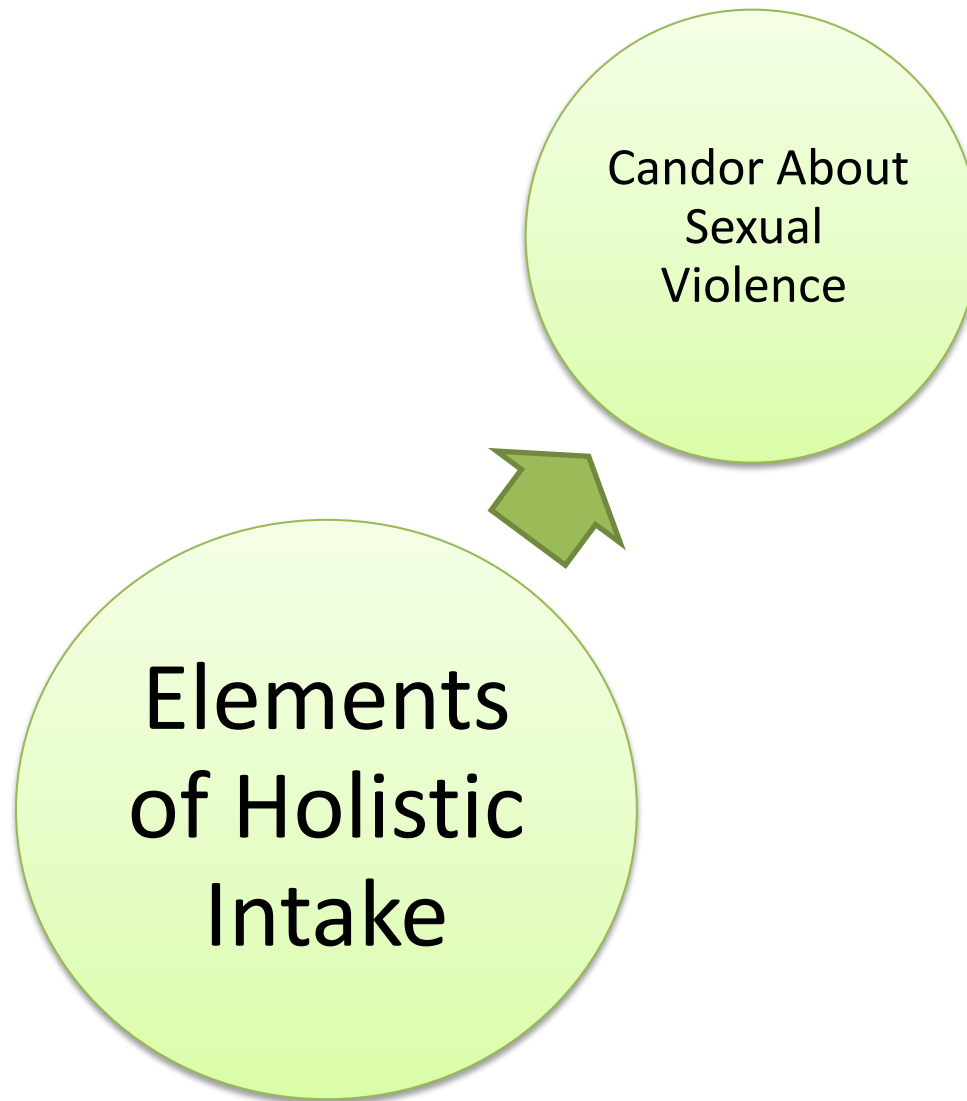 Candor About
Sexual
Violence
Elements
of Holistic
Intake